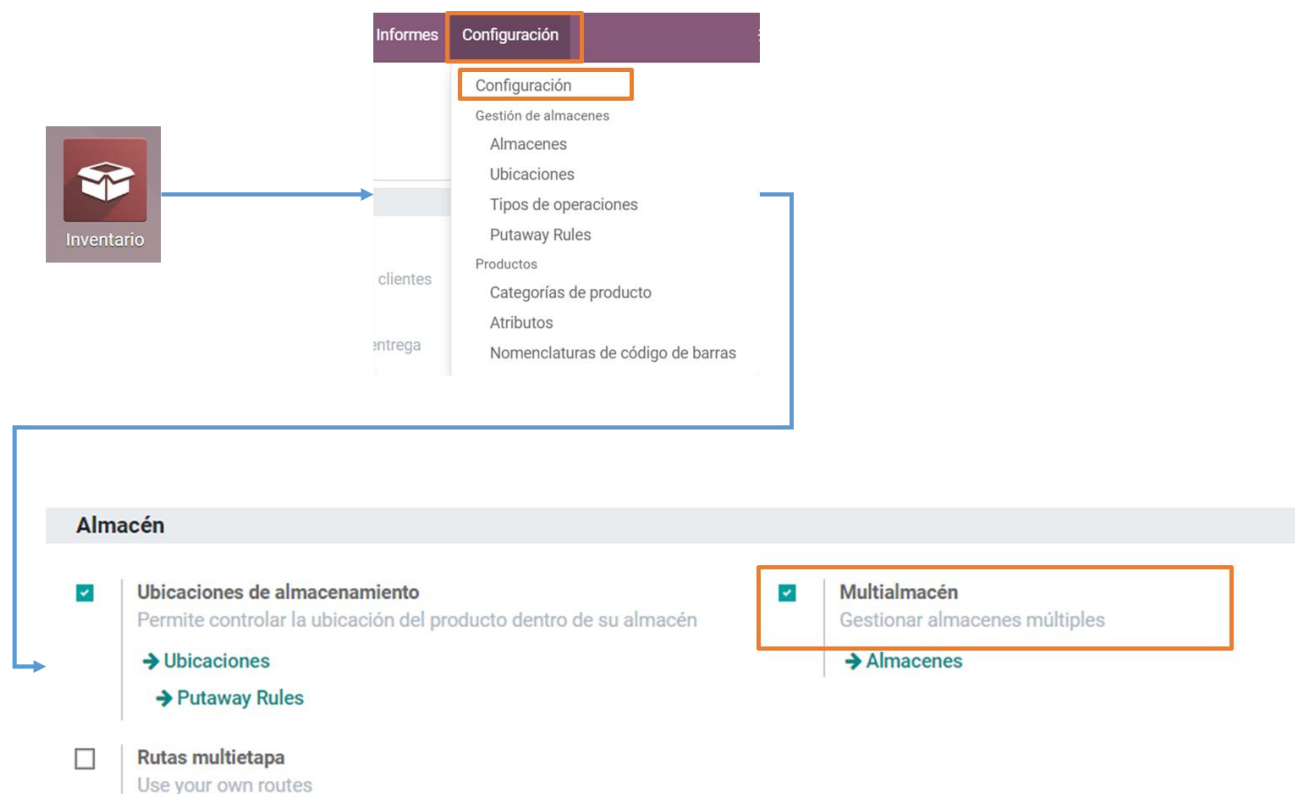 Informes Configuración
Configuración
Gestión de almacenes
Almacenes
Ubicaciones
Tipos de operaciones
Putaway Rules
Productos
Categorías de producto
Atributos
Nomenclaturas de código de barras
clientes
entrega
Inventario
Almacén
Ubicaciones de almacenamiento
Permite controlar la ubicación del producto dentro de su almacén
Ubicaciones
Putaway Rules
Multialmacén
Gestionar almacenes múltiples
Almacenes
Rutas multietapa
Use your own routes